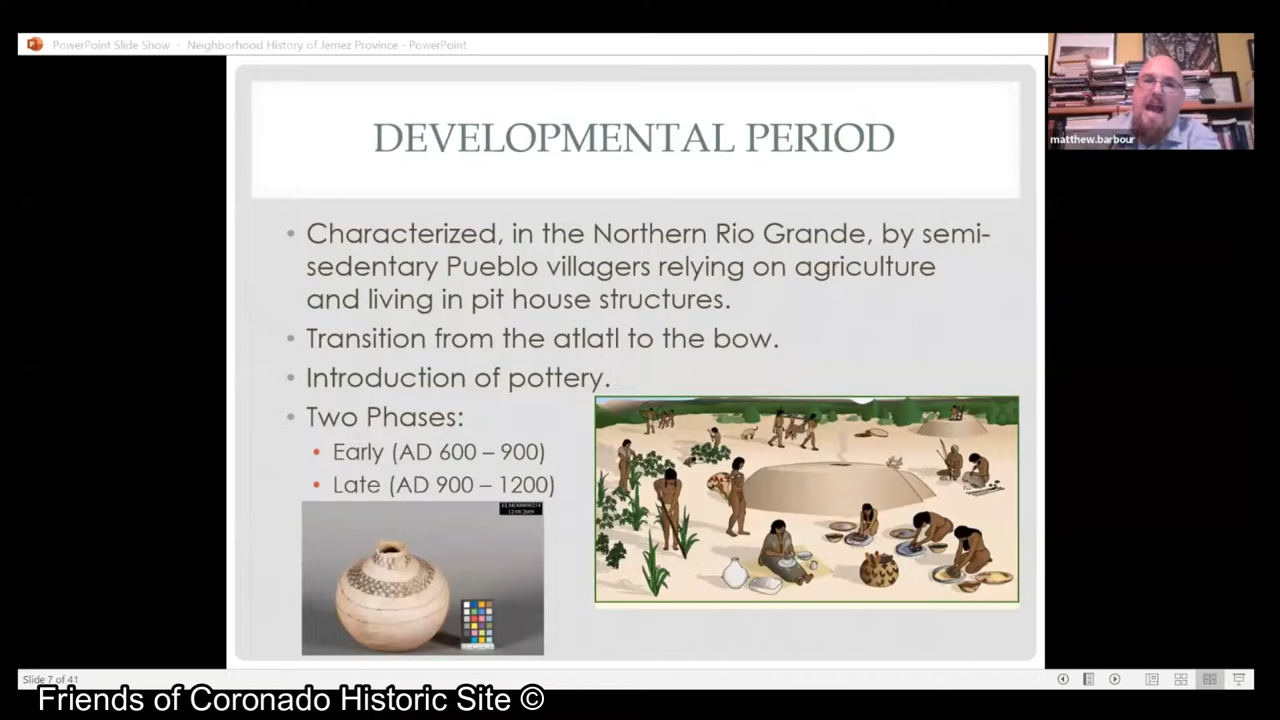 PowerPoint Slide Show - Neighborhood History of Jemez Province - PowerPoint
matthew.barbour
DEVELOPMENTAL PERIOD
• Characterized, in the Northern Rio Grande, by semi-
sedentary Pueblo villagers relying on agriculture
and living in pit house structures.
• Transition from the atlatl to the bow.
• Introduction of pottery.
• Two Phases:
• Early (AD 600 – 900)
• Late (AD 900 – 1200)
Slide 7 of 41
Friends of Coronado Historic Site ©